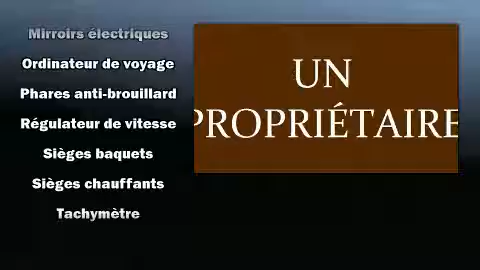 Mirroirs électriques
Ordinateur de voyage
Phares anti-brouillard
Régulateur de vitesse
Sièges baquets
Sièges chauffants
Tachymètre
UN
PROPRIÉTAIRE